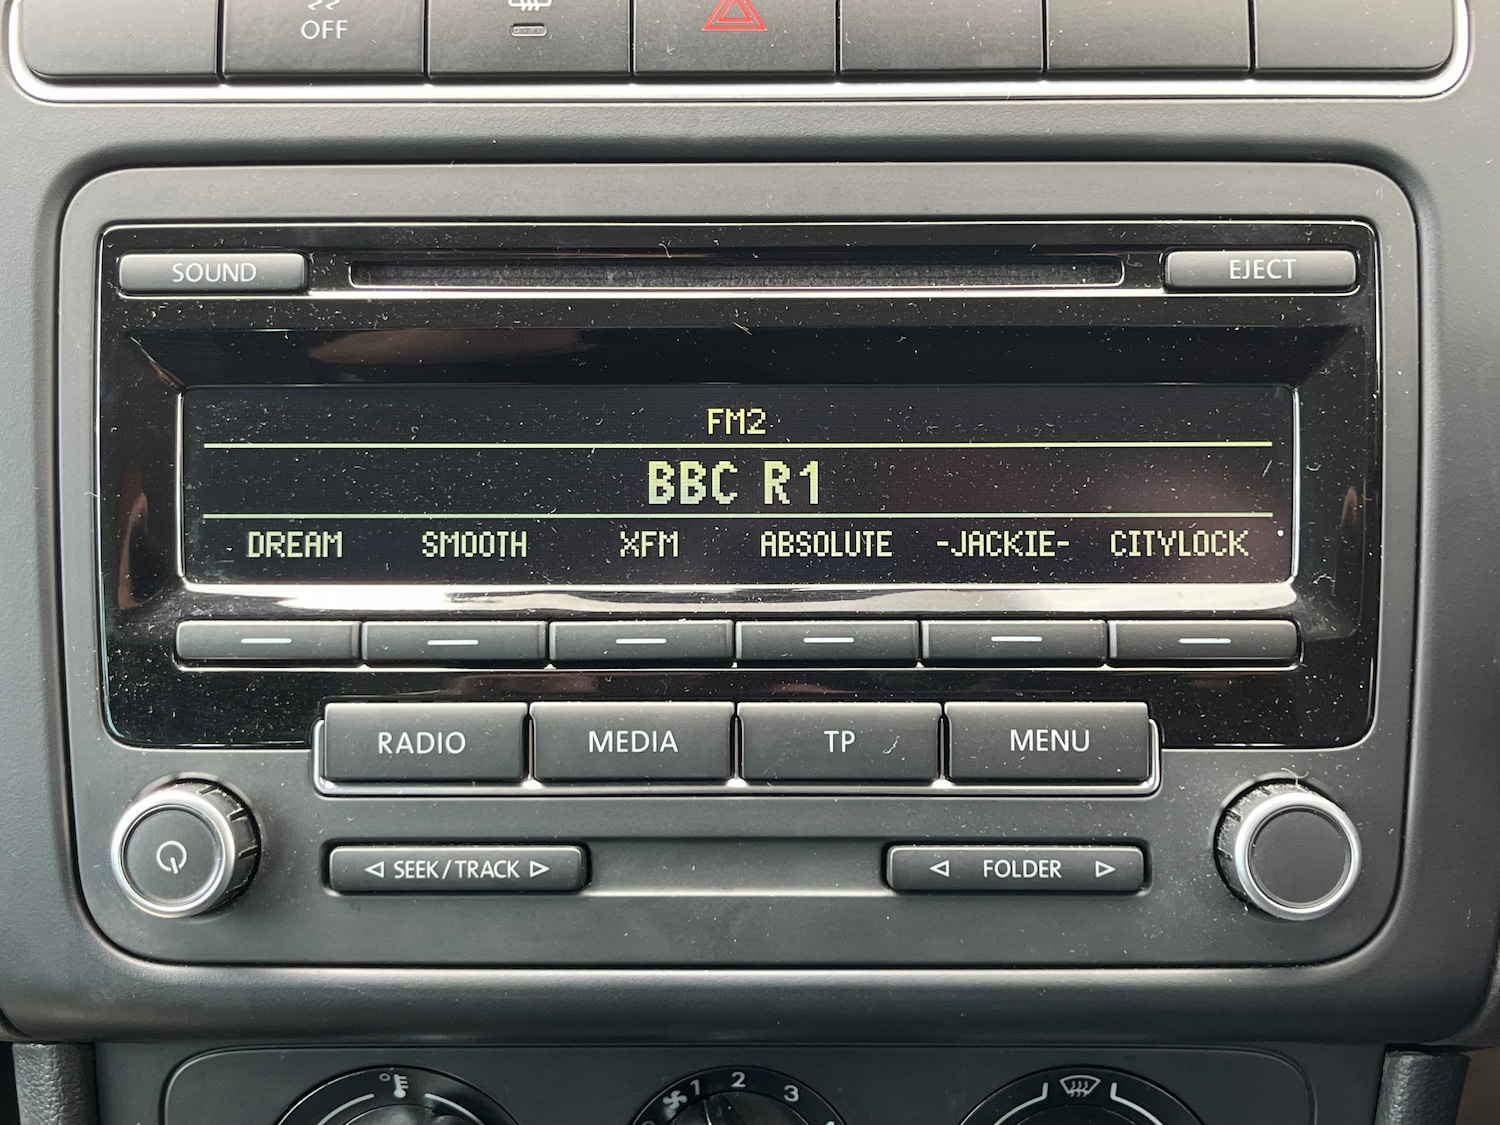 OFF
SOUND EJECT
FM2
BBC R1
DREAM SMOOTH XFM ABSOLUTE -JACKIE- CITYLOCK
RADIO MEDIA TP MENU
SEEK/TRACK FOLDER
1 2 3